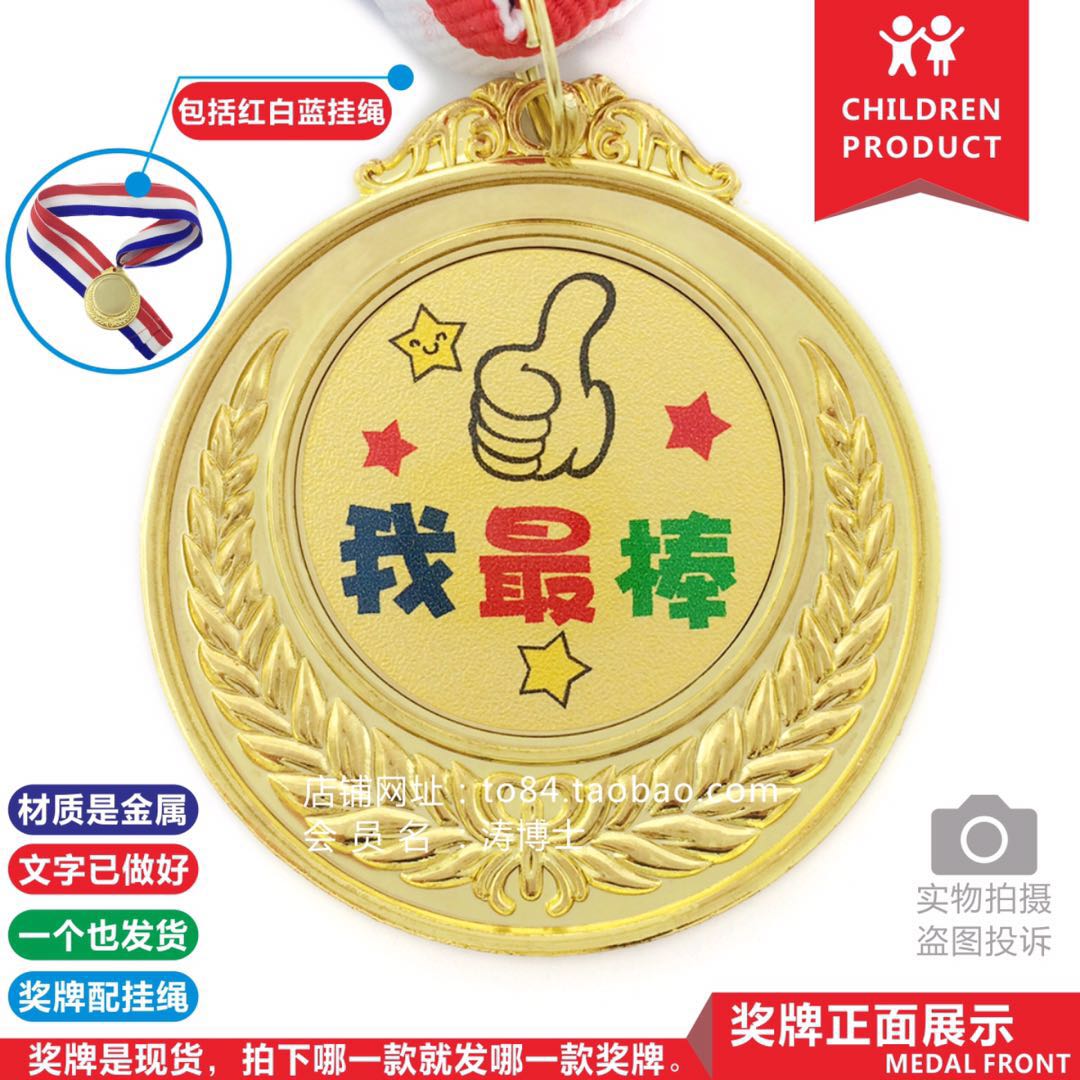 包括红白蓝挂绳
CHILDREN
PRODUCT
我最棒
店铺网址：to84.taobao.com
会员名：涛博士
材质是金属
文字已做好
一个也发货
奖牌配挂绳
实物拍摄
盗图投诉
奖牌正面展示
MEDAL FRONT
奖牌是现货，拍下哪一款就发哪一款奖牌。